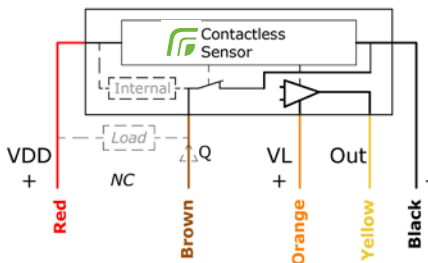 Contactless
Sensor
Internal
Load
Q
VDD
VL
Out
+
NC
+
-
Red
Brown
Orange
Yellow
Black